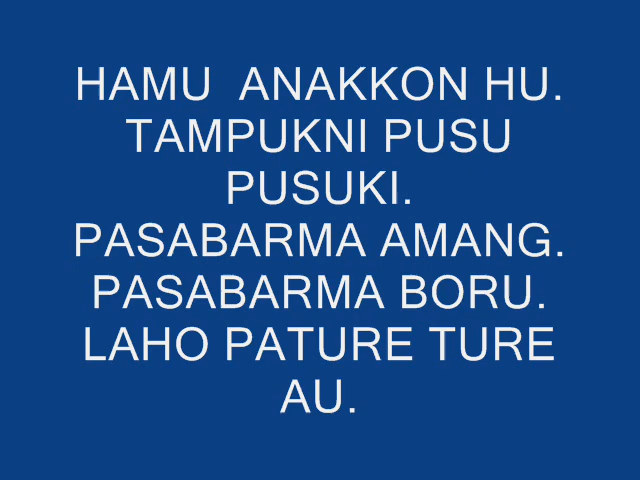 HAMU  ANAKKON HU.
TAMPUKNI PUSU
PUSUKI.
PASABARMA AMANG.
PASABARMA BORU.
LAHO PATURE TURE
AU.